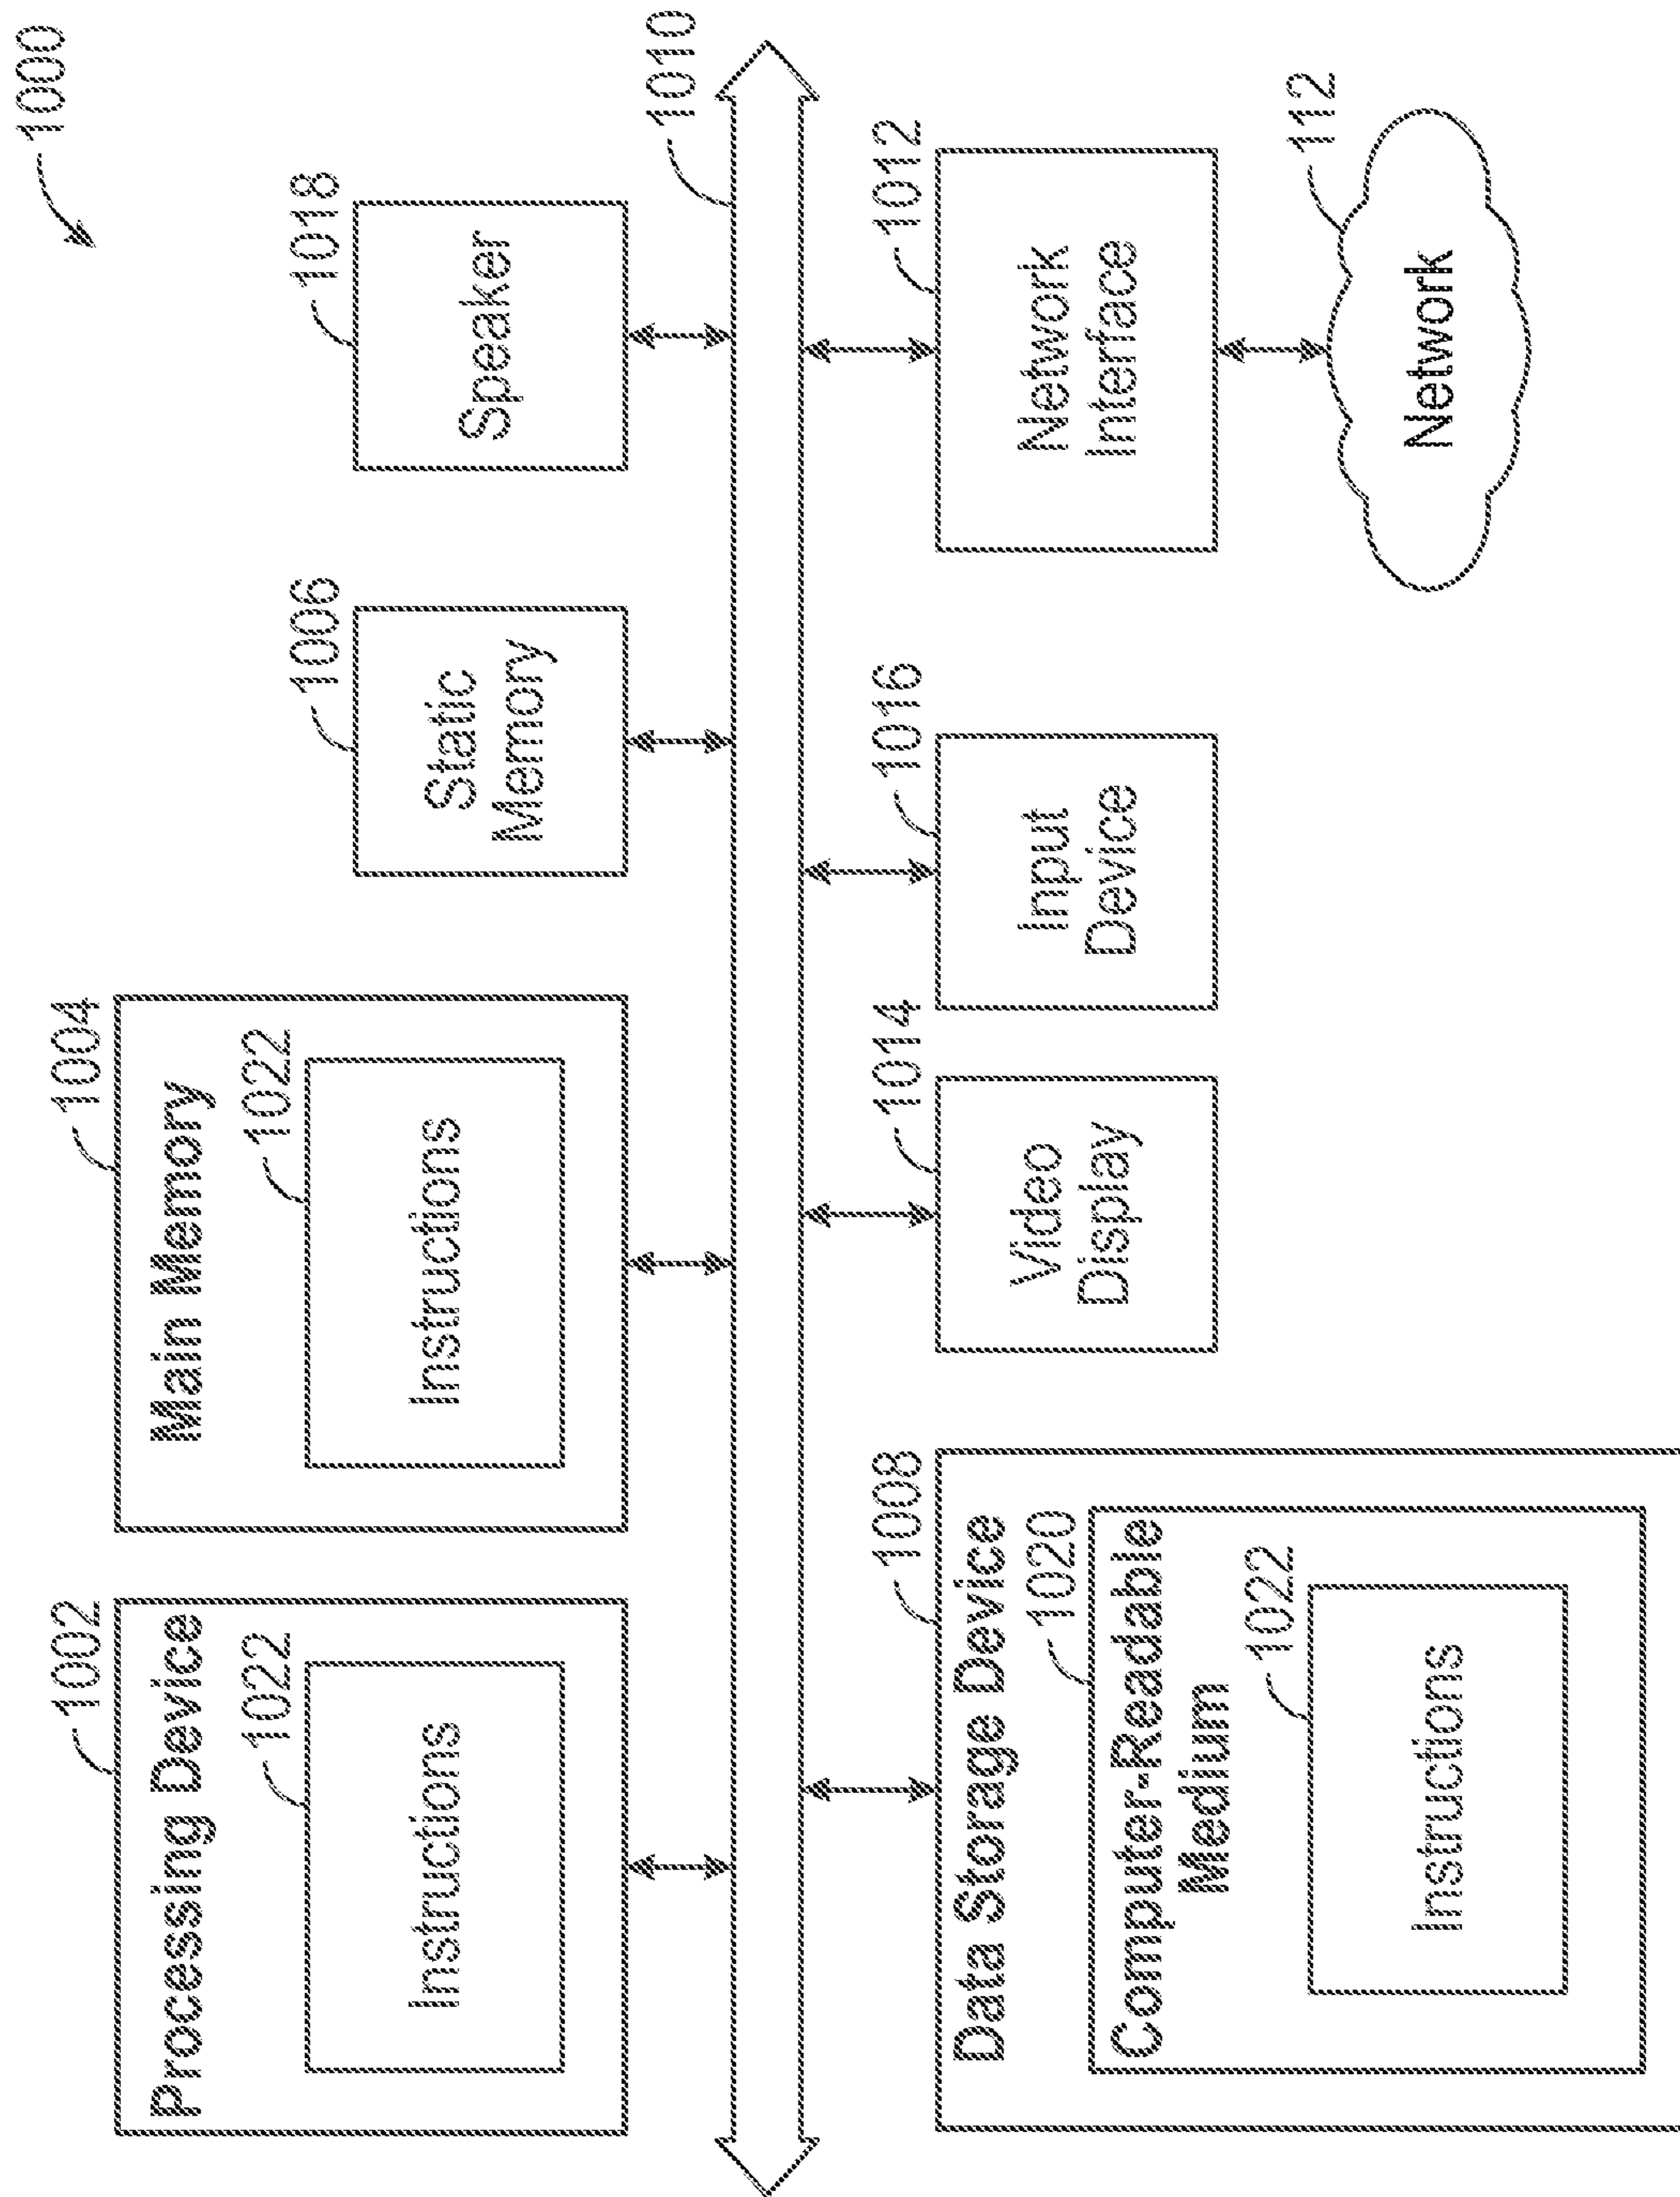 1000
1002
Processing Device
1022
Instructions
1004
Main Memory
1022
Instructions
1006
Static
Memory
1018
Speaker
1010
1008
Data Storage Device
1020
Computer-Readable
Medium
1022
Instructions
1014
Video
Display
1016
Input
Device
1012
Network
Interface
112
Network